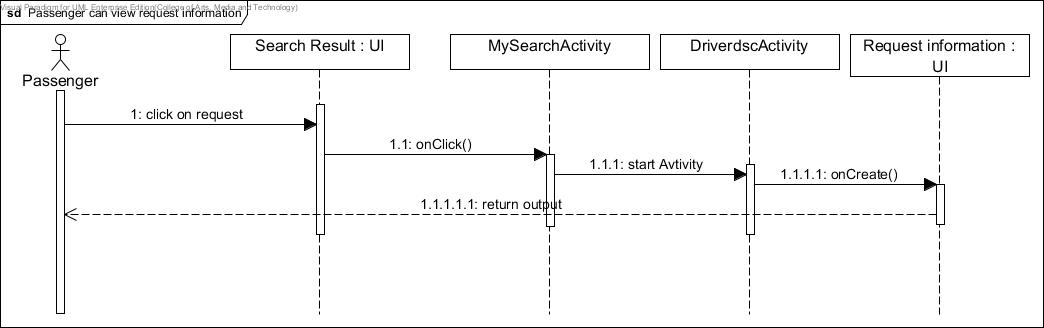 Visual Paradigm for UML Enterprise Edition(College of Arts, Media and Technology)
sd Passenger can view request information
Passenger
Search Result : UI
MySearchActivity
DriverdscActivity
Request information :
UI
1: click on request
1.1: onClick()
1.1.1: start Avtivity
1.1.1.1: onCreate()
1.1.1.1.1: return output